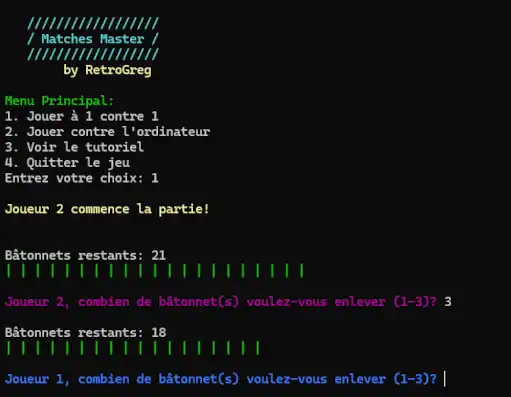 //////////////////
/ Matches Master /
//////////////////
by RetroGreg
Menu Principal:
1. Jouer à 1 contre 1
2. Jouer contre l'ordinateur
3. Voir le tutoriel
4. Quitter le jeu
Entrez votre choix: 1
Joueur 2 commence la partie!
Bâtonnets restants: 21
| | | | | | | | | | | | | | | | | | | | |
Joueur 2, combien de bâtonnet(s) voulez-vous enlever (1-3)? 3
Bâtonnets restants: 18
| | | | | | | | | | | | | | | | | |
Joueur 1, combien de bâtonnet(s) voulez-vous enlever (1-3)?